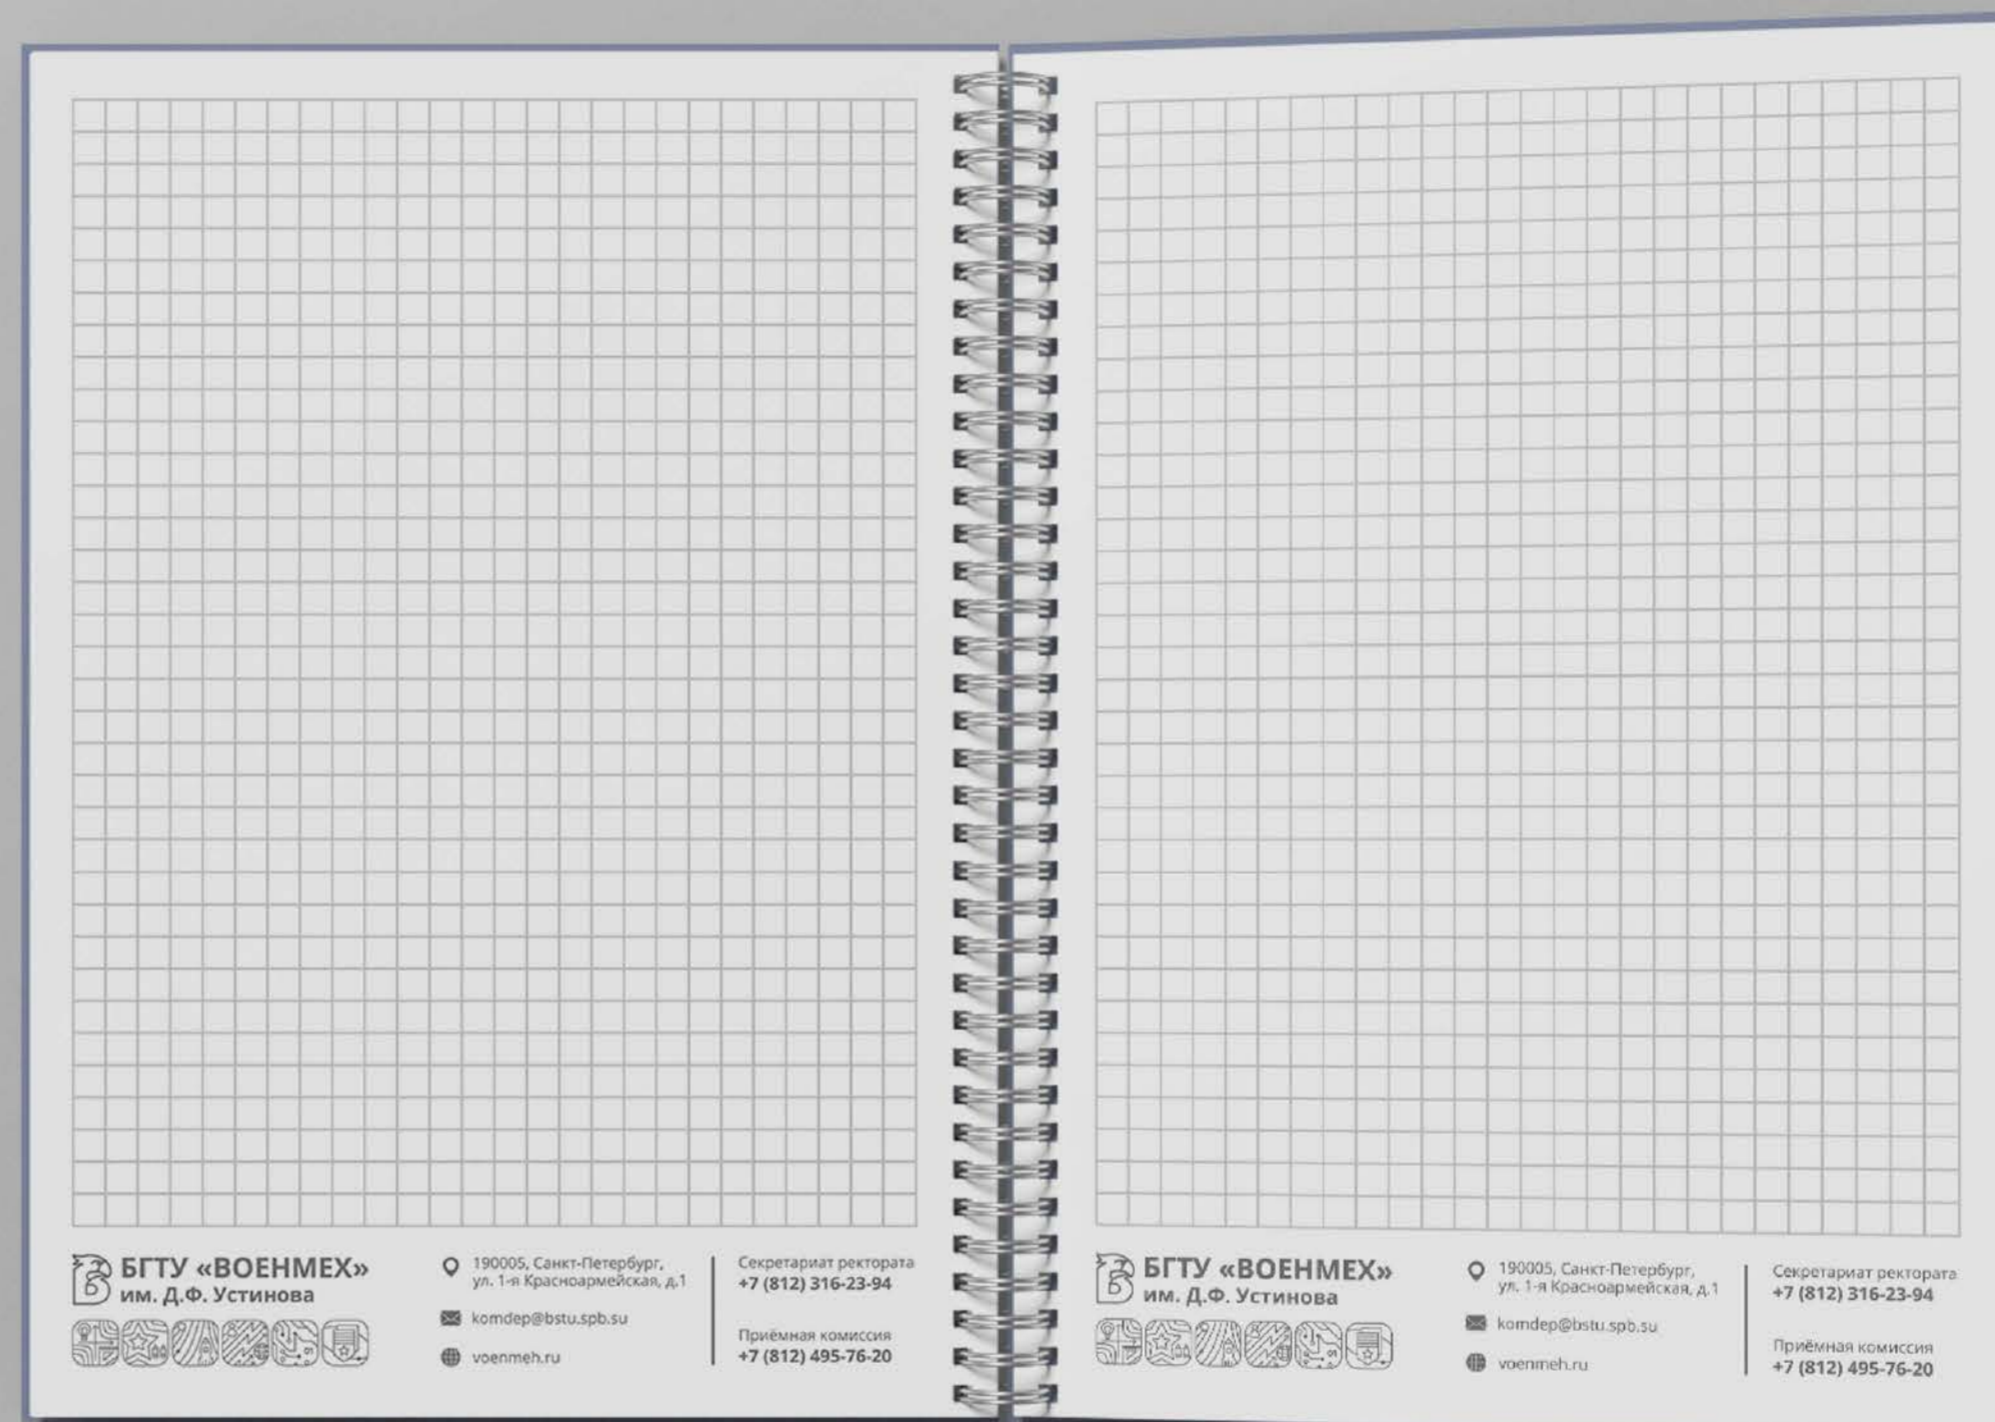 БГТУ «ВОЕНМЕХ»
им. Д.Ф. Устинова
190005, Санкт-Петербург,
ул. 1-я Красноармейская, д.1
komdep@bstu.spb.su
voenmeh.ru
Секретариат ректората
+7 (812) 316-23-94
Приёмная комиссия
+7 (812) 495-76-20
БГТУ «ВОЕНМЕХ»
им. Д.Ф. Устинова
190005, Санкт-Петербург,
ул. 1-я Красноармейская, д.1
komdep@bstu.spb.su
voenmeh.ru
Секретариат ректората
+7 (812) 316-23-94
Приёмная комиссия
+7 (812) 495-76-20